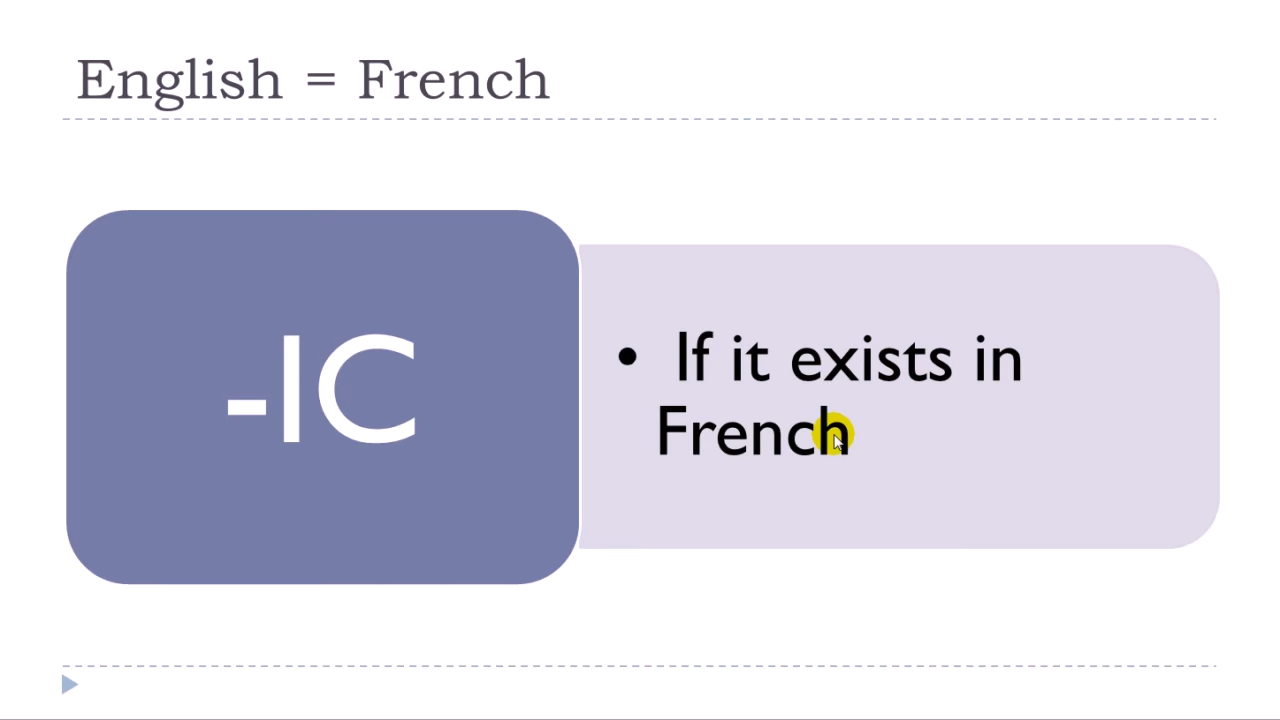 English = French
-IC
• If it exists in
French